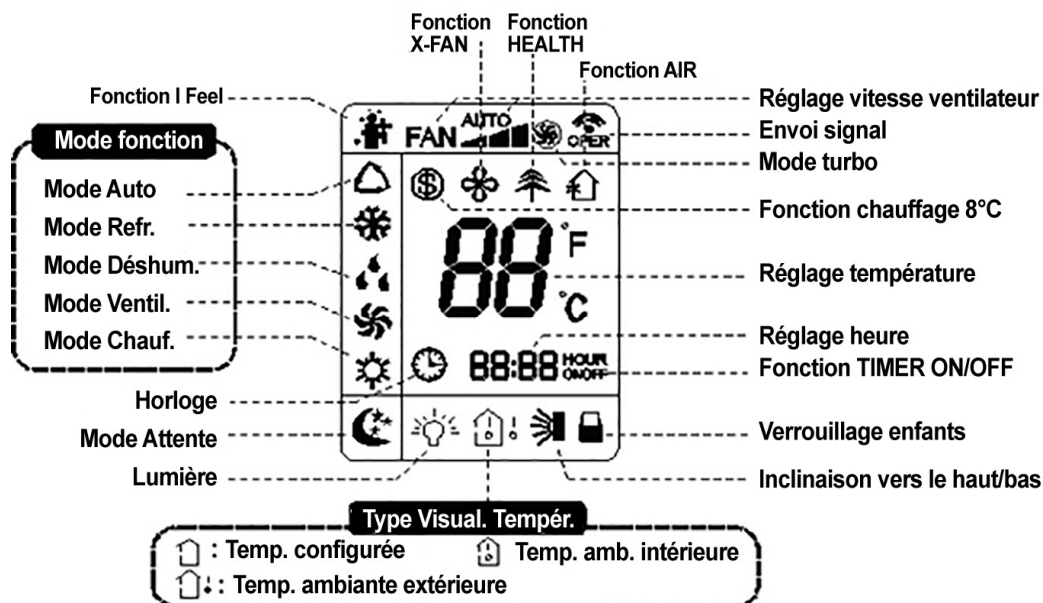 Fonction
X-FAN
Fonction
HEALTH
Fonction AIR
Fonction I Feel
Réglage vitesse ventilateur
Envoi signal
Mode turbo
Fonction chauffage 8°C
Réglage température
Réglage heure
Fonction TIMER ON/OFF
Verrouillage enfants
Inclinaison vers le haut/bas
Mode fonction
Mode Auto
Mode Refr.
Mode Déshum.
Mode Ventil.
Mode Chauf.
Horloge
Mode Attente
Lumière
FAN AUTO OPER
88 °F
°C
88:88 HOUR
ONOFF
Type Visual. Tempér.
: Temp. configurée
Temp. amb. intérieure
: Temp. ambiante extérieure